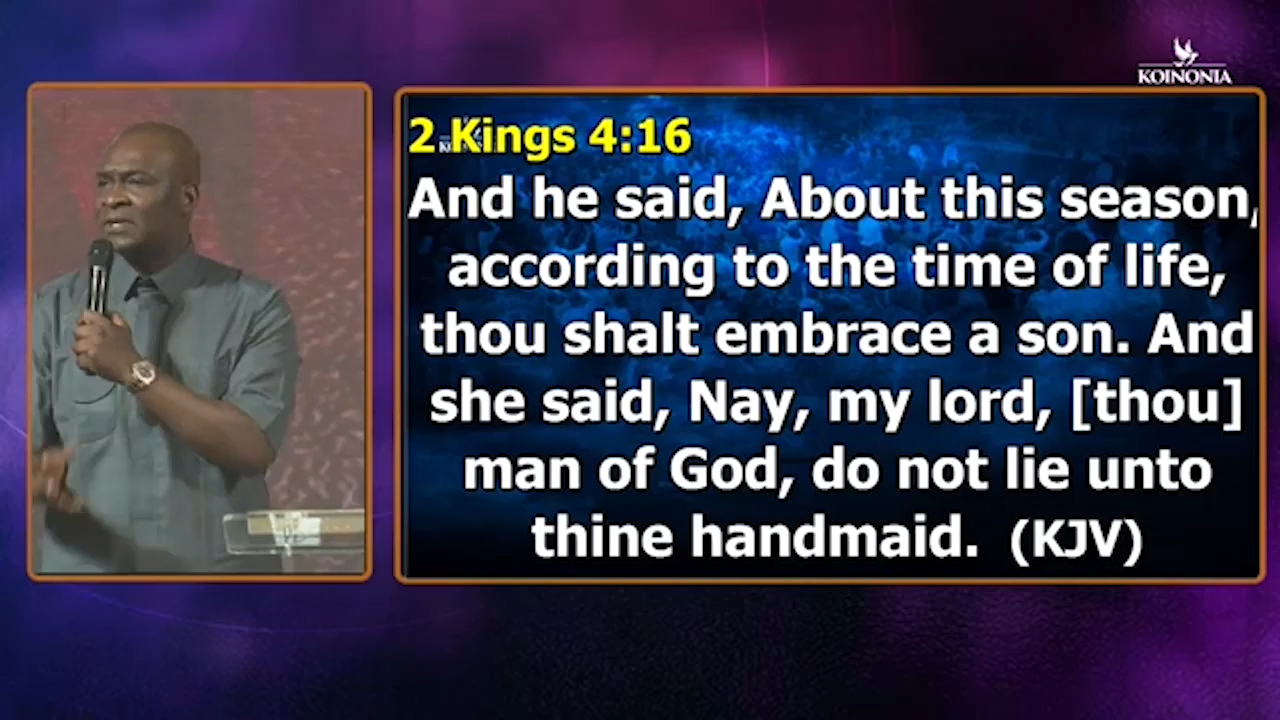 KOINONIA
2 Kings 4:16
And he said, About this season,
according to the time of life,
thou shalt embrace a son. And
she said, Nay, my lord, [thou]
man of God, do not lie unto
thine handmaid. (KJV)